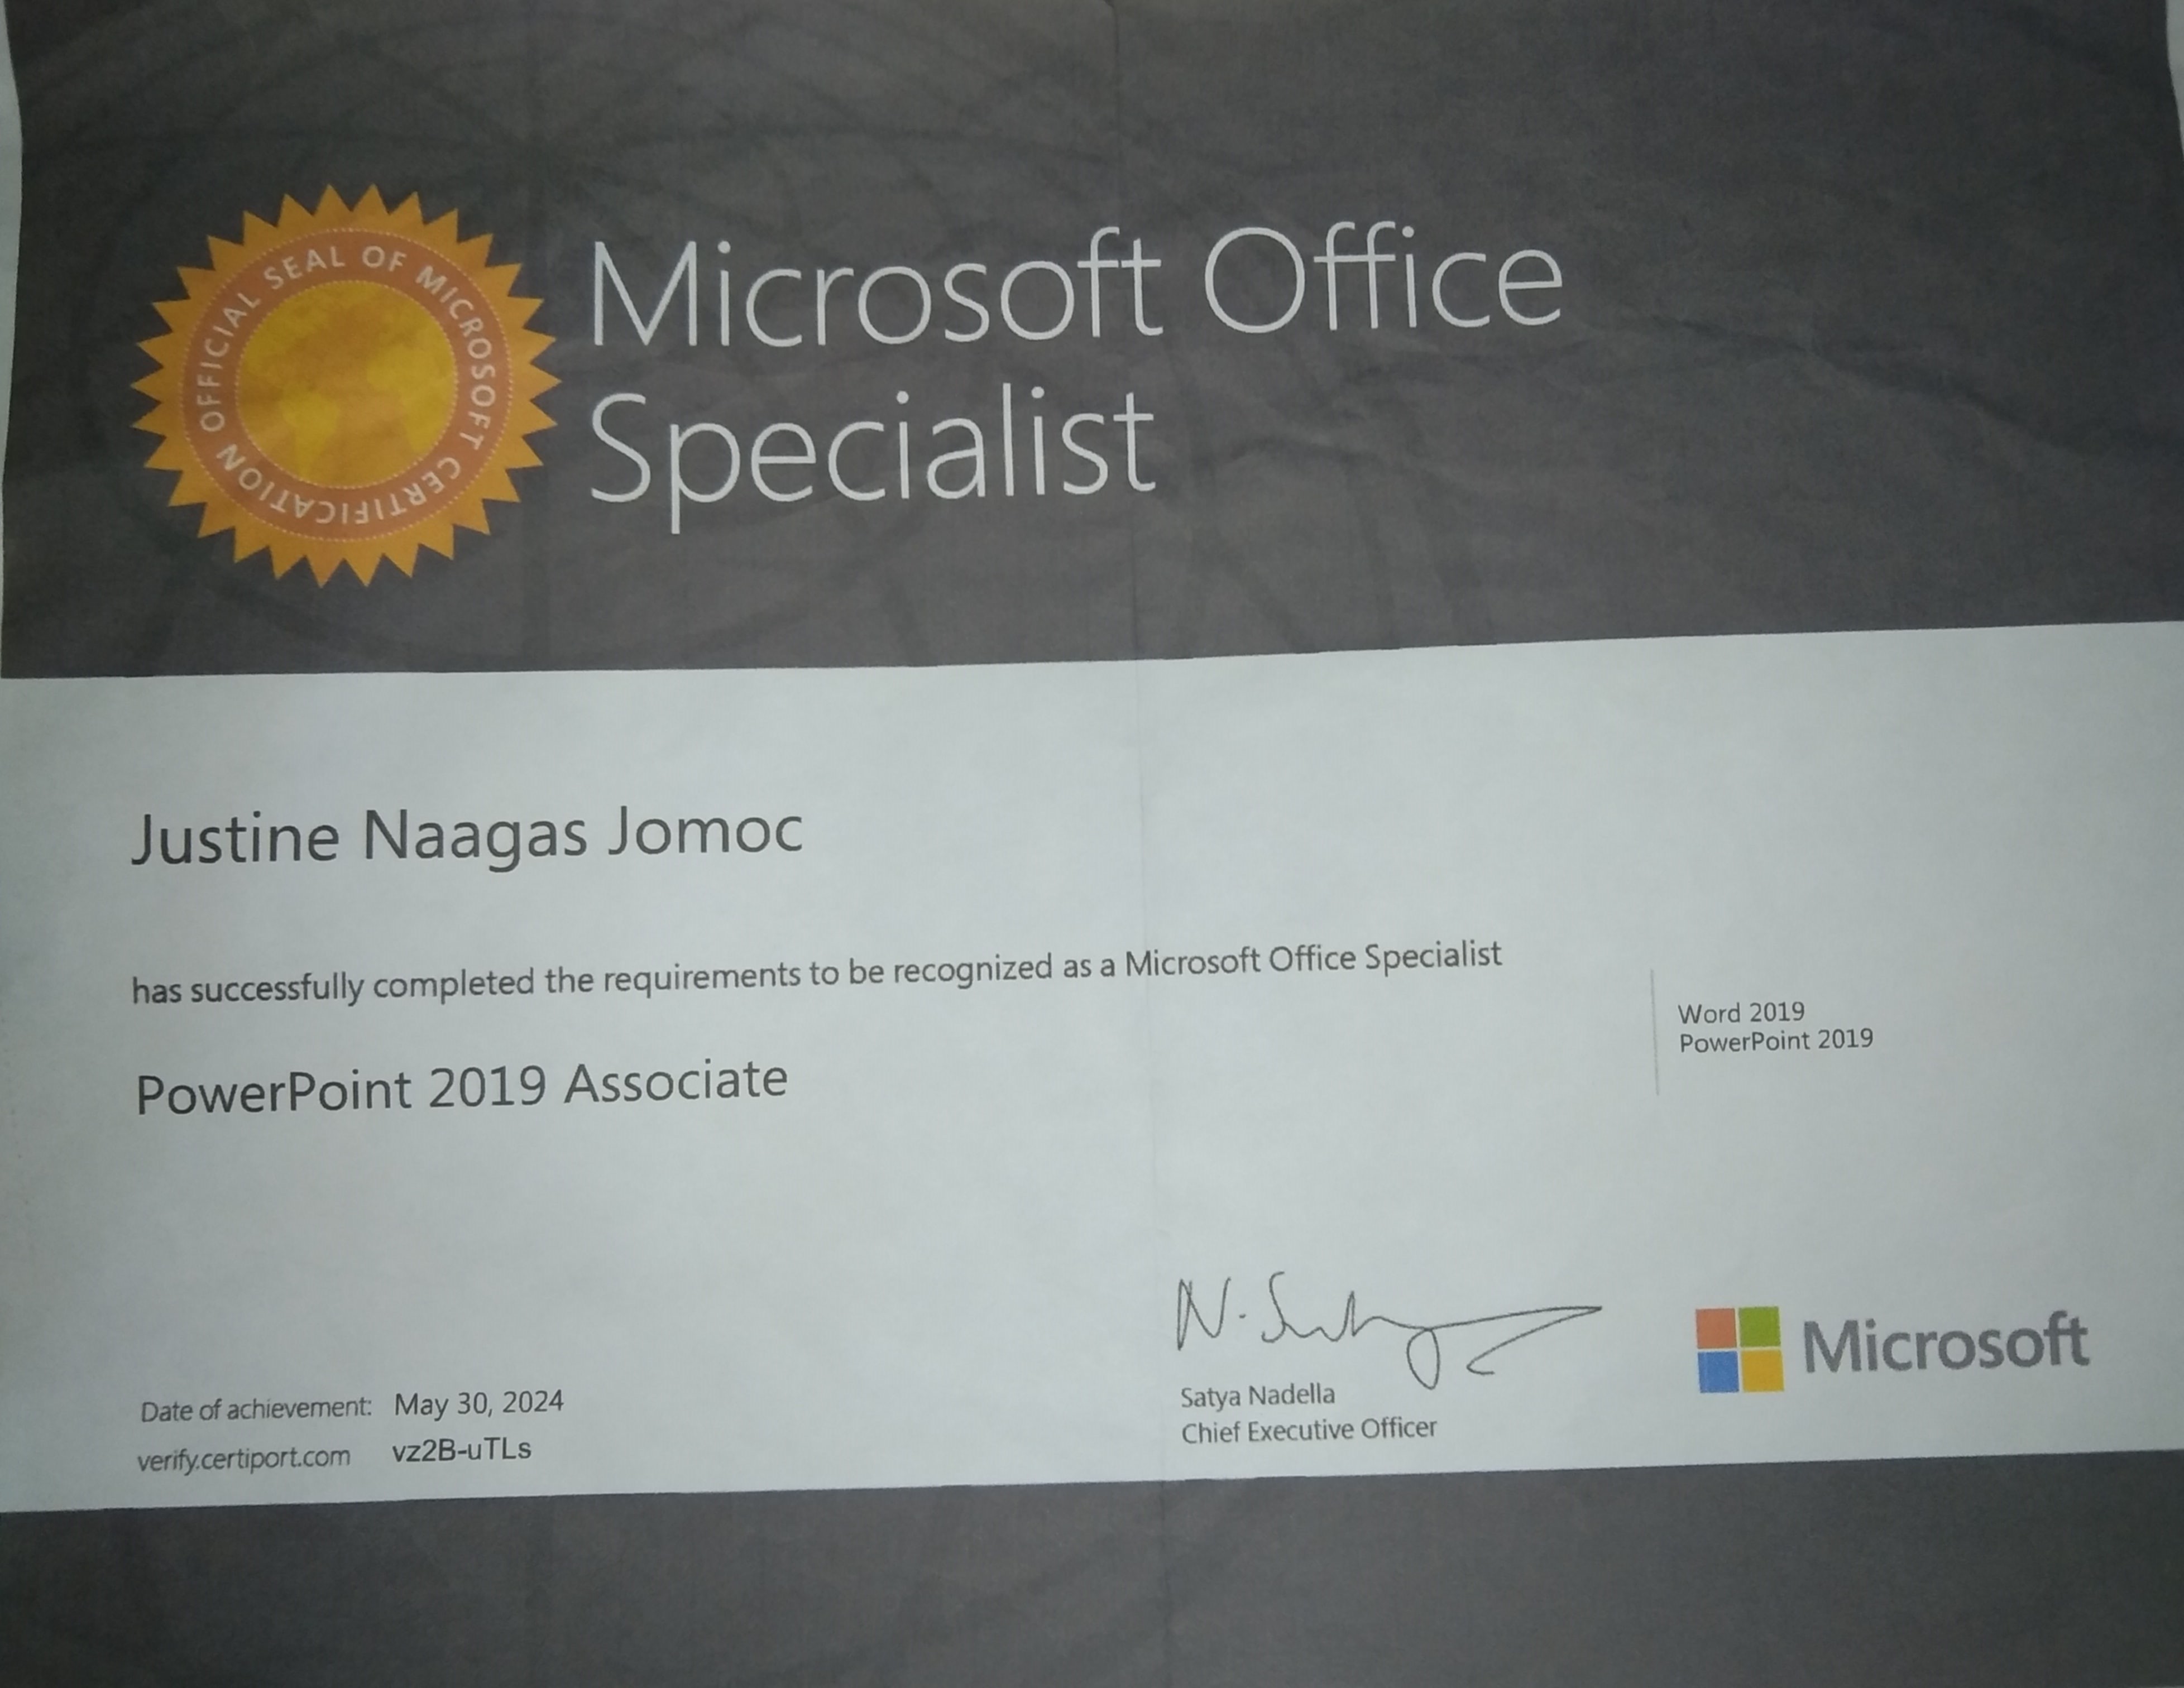 OFFICIAL SEAL OF MICROSOFT CERTIFICATION
Microsoft Office
Specialist
Justine Naagas Jomoc
has successfully completed the requirements to be recognized as a Microsoft Office Specialist
PowerPoint 2019 Associate
Word 2019
PowerPoint 2019
Date of achievement: May 30, 2024
verify.certiport.com vz2B-uTLs
Satya Nadella
Chief Executive Officer
Microsoft